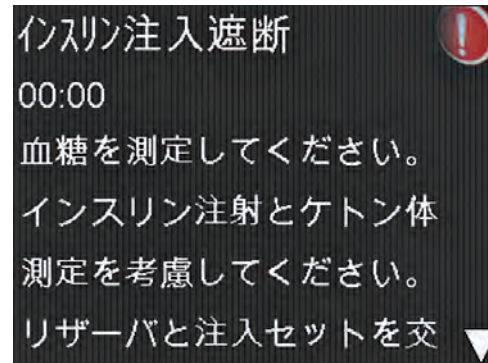 インスリン注入遮断
00:00
血糖を測定してください。
インスリン注射とケトン体
測定を考慮してください。
リザーバと注入セットを交